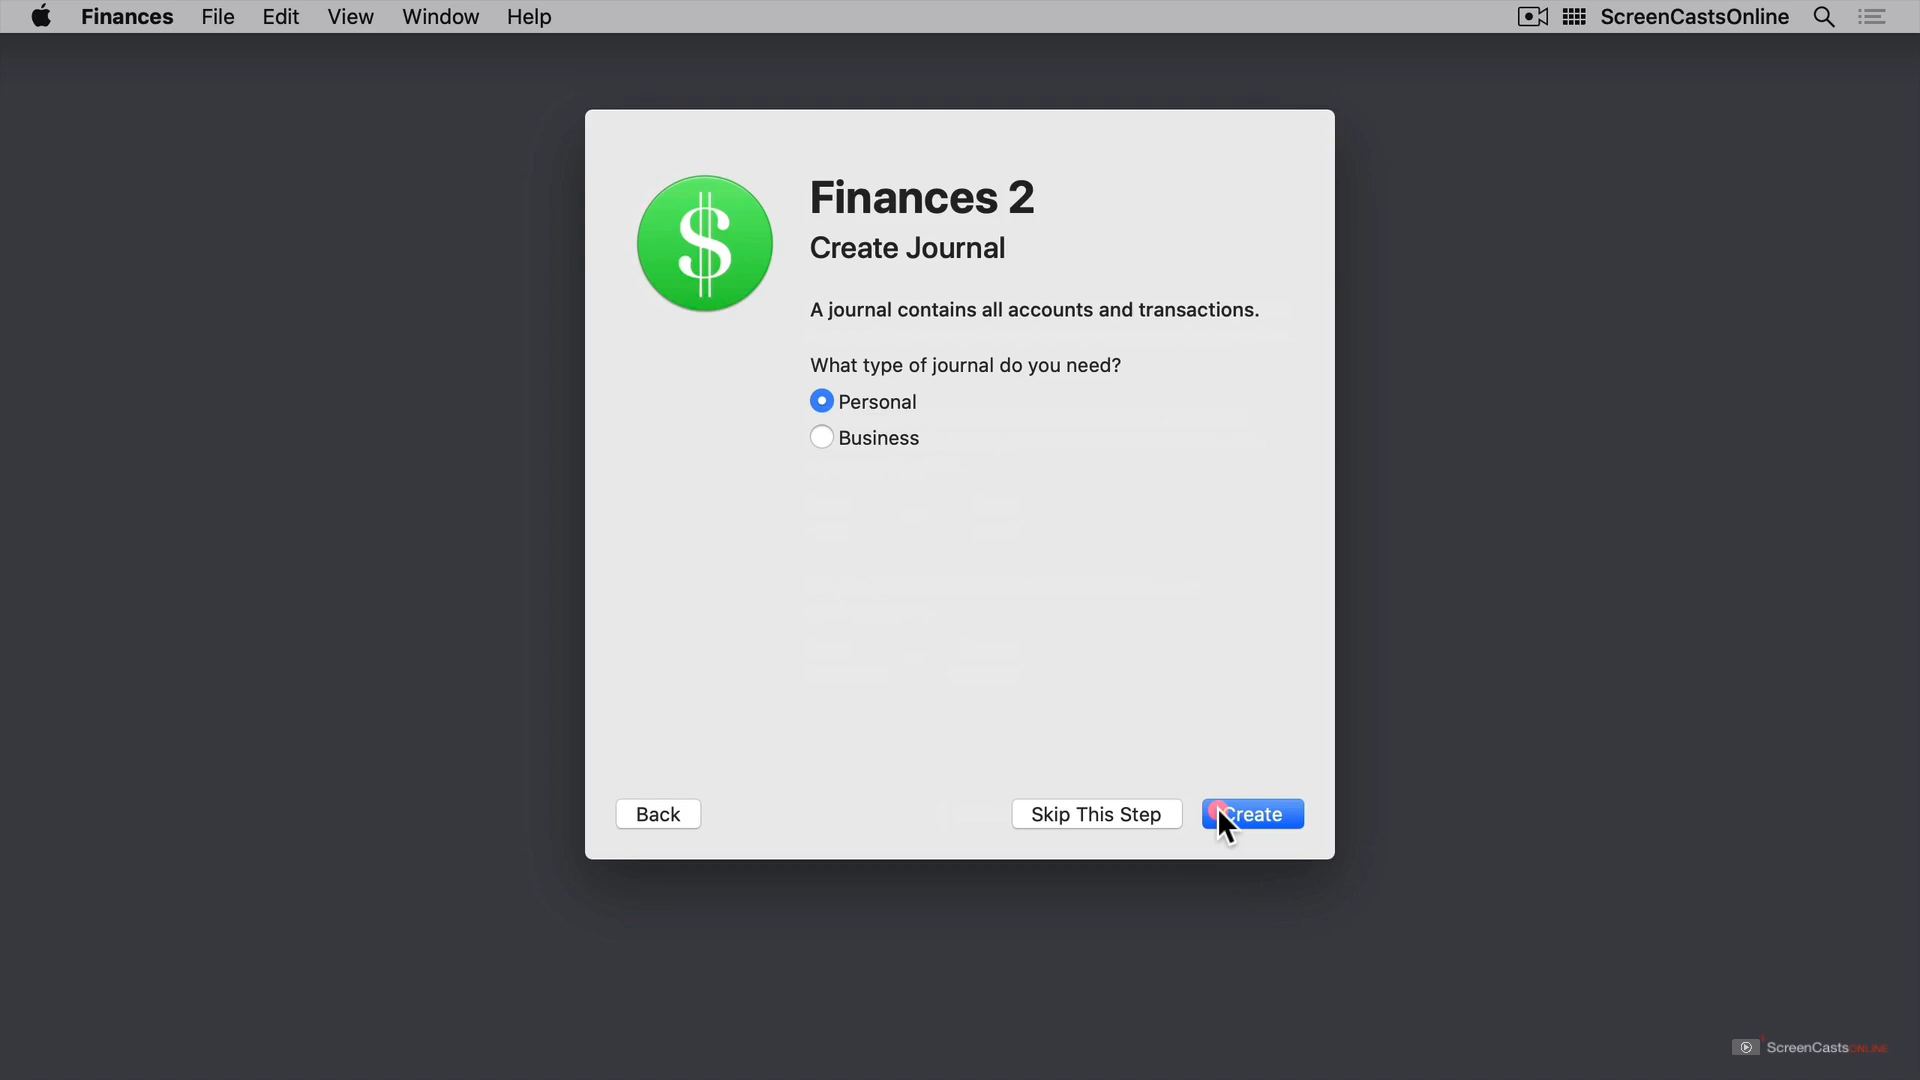 Finances File Edit View Window Help ScreenCastsOnline
$
Finances 2
Create Journal
A journal contains all accounts and transactions.
What type of journal do you need?
Personal
Business
Back Skip This Step Create
ScreenCastsONLINE